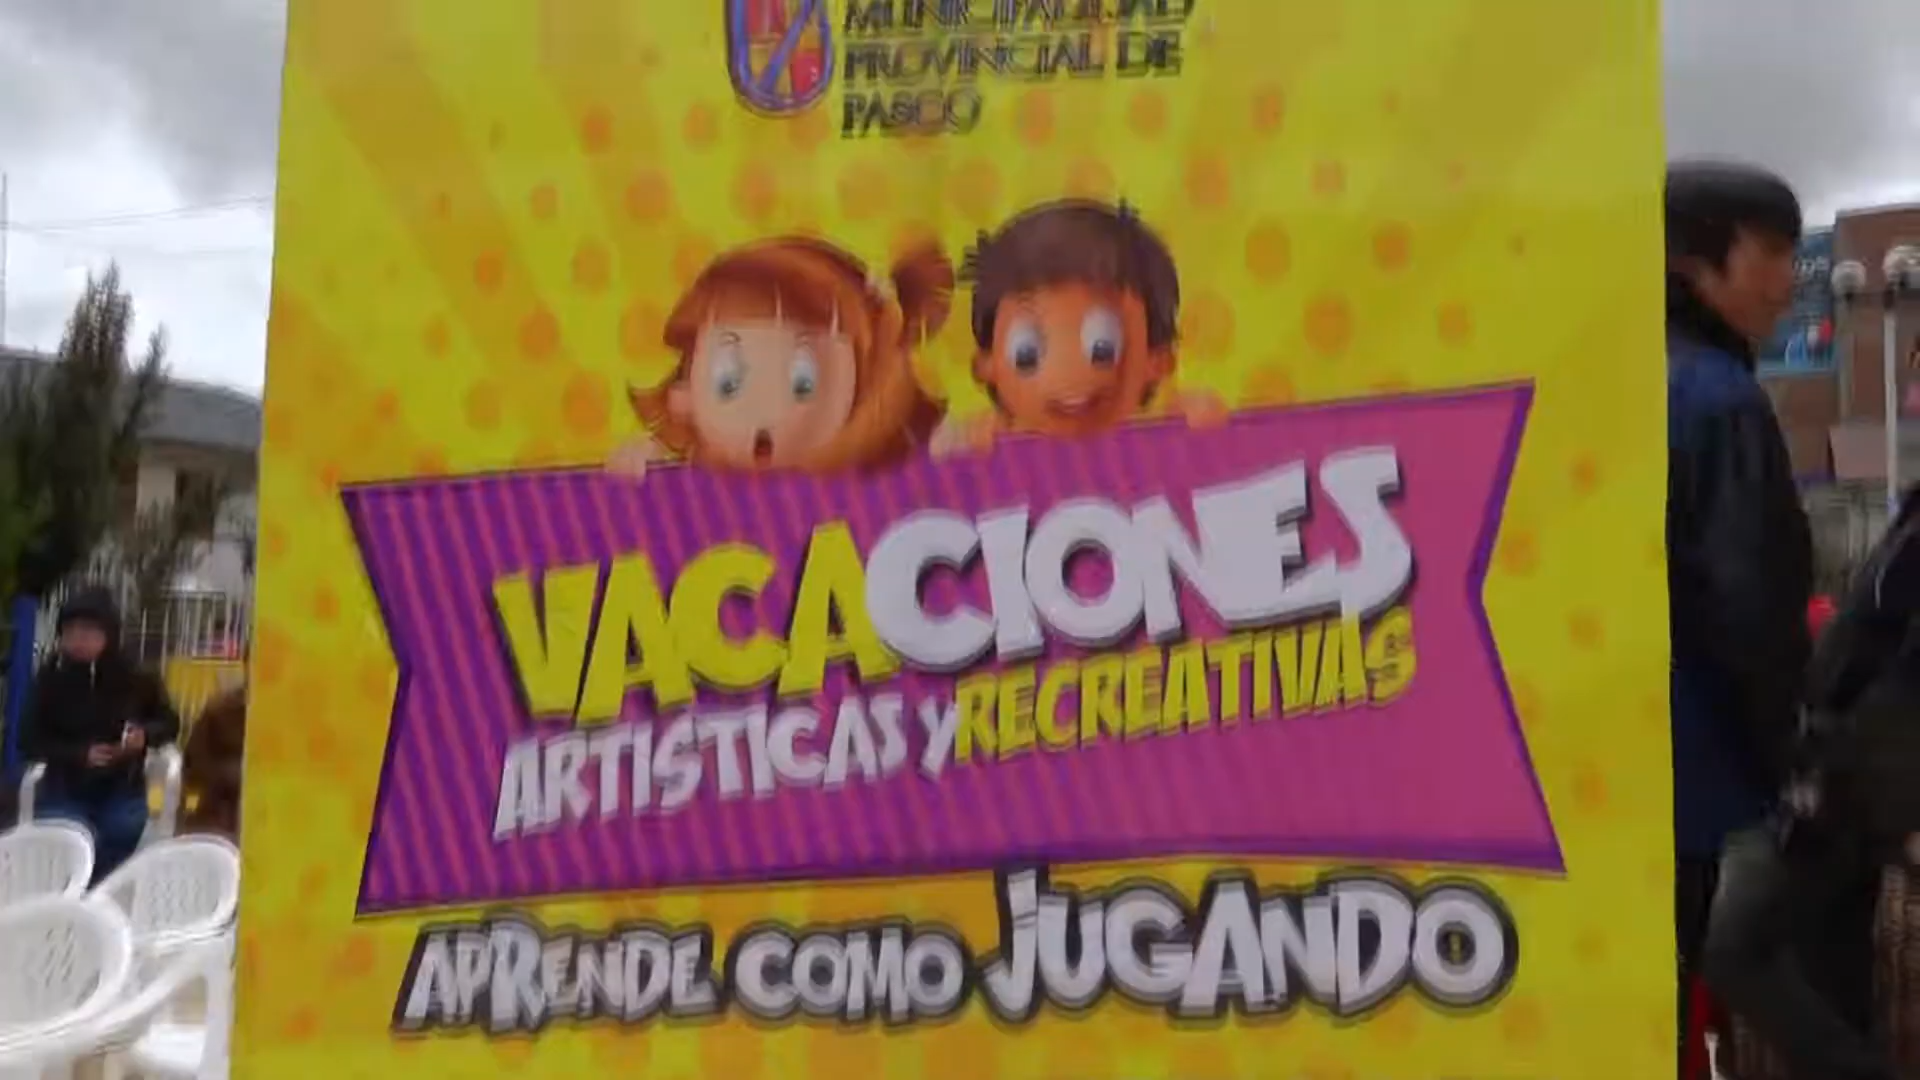 MUNICIPALIDAD
PROVINCIAL DE
PASCO
VACACIONES
ARTISTICAS y RECREATIVAS
APRENDE COMO JUGANDO